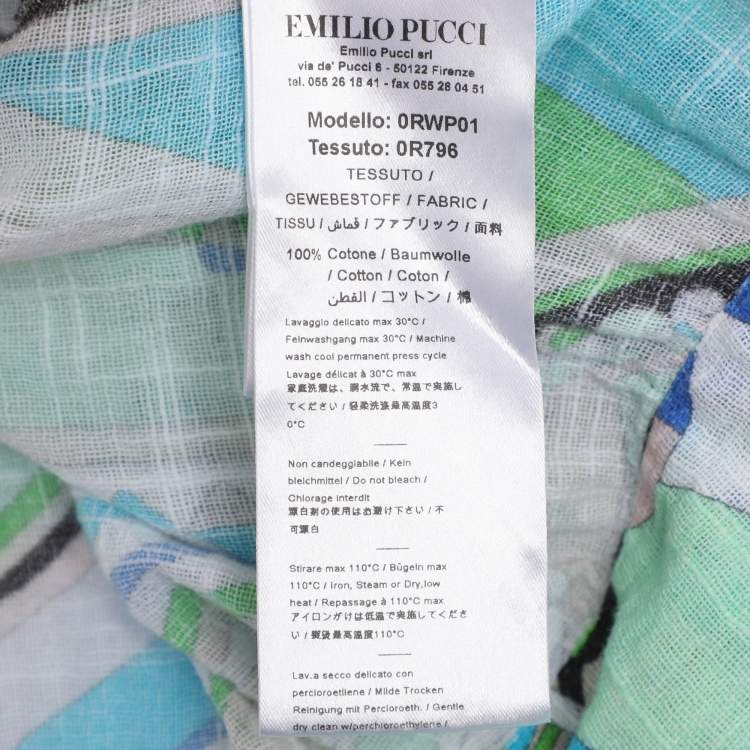 EMILIO PUCCI
Emilio Pucci srl
via de' Pucci 6 - 50122 Firenze
tel. 055 26 18 41 - fax 055 28 04 51
Modello: 0RWP01
Tessuto: 0R796
TESSUTO /
GEWEBESTOFF / FABRIC /
TISSU / قماش / ファブリック / 面料
100% Cotone / Baumwolle
/ Cotton / Coton /
القطن / コットン / 棉
Lavaggio delicato max 30°C /
Feinwashgang max 30°C / Machine
wash cool permanent press cycle
Lavage délicat à 30°C max
家庭洗濯は、弱水流で、常温で実施し
てください / 轻柔洗涤最高温度3
0°C
Non candeggiabile / Kein
bleichmittel / Do not bleach /
Chlorage interdit
漂白剤の使用はお避け下さい / 不
可漂白
Stirare max 110°C / Bügeln max
110°C / Iron, Steam or Dry,low
heat / Repassage à 110°C max
アイロンがけは低温で実施してくださ
い / 熨烫最高温度110°C
Lav.a secco delicato con
percloroetilene / Milde Trocken
Reinigung mit Percloroeth. / Gentle
dry clean w/perchloroethylene /